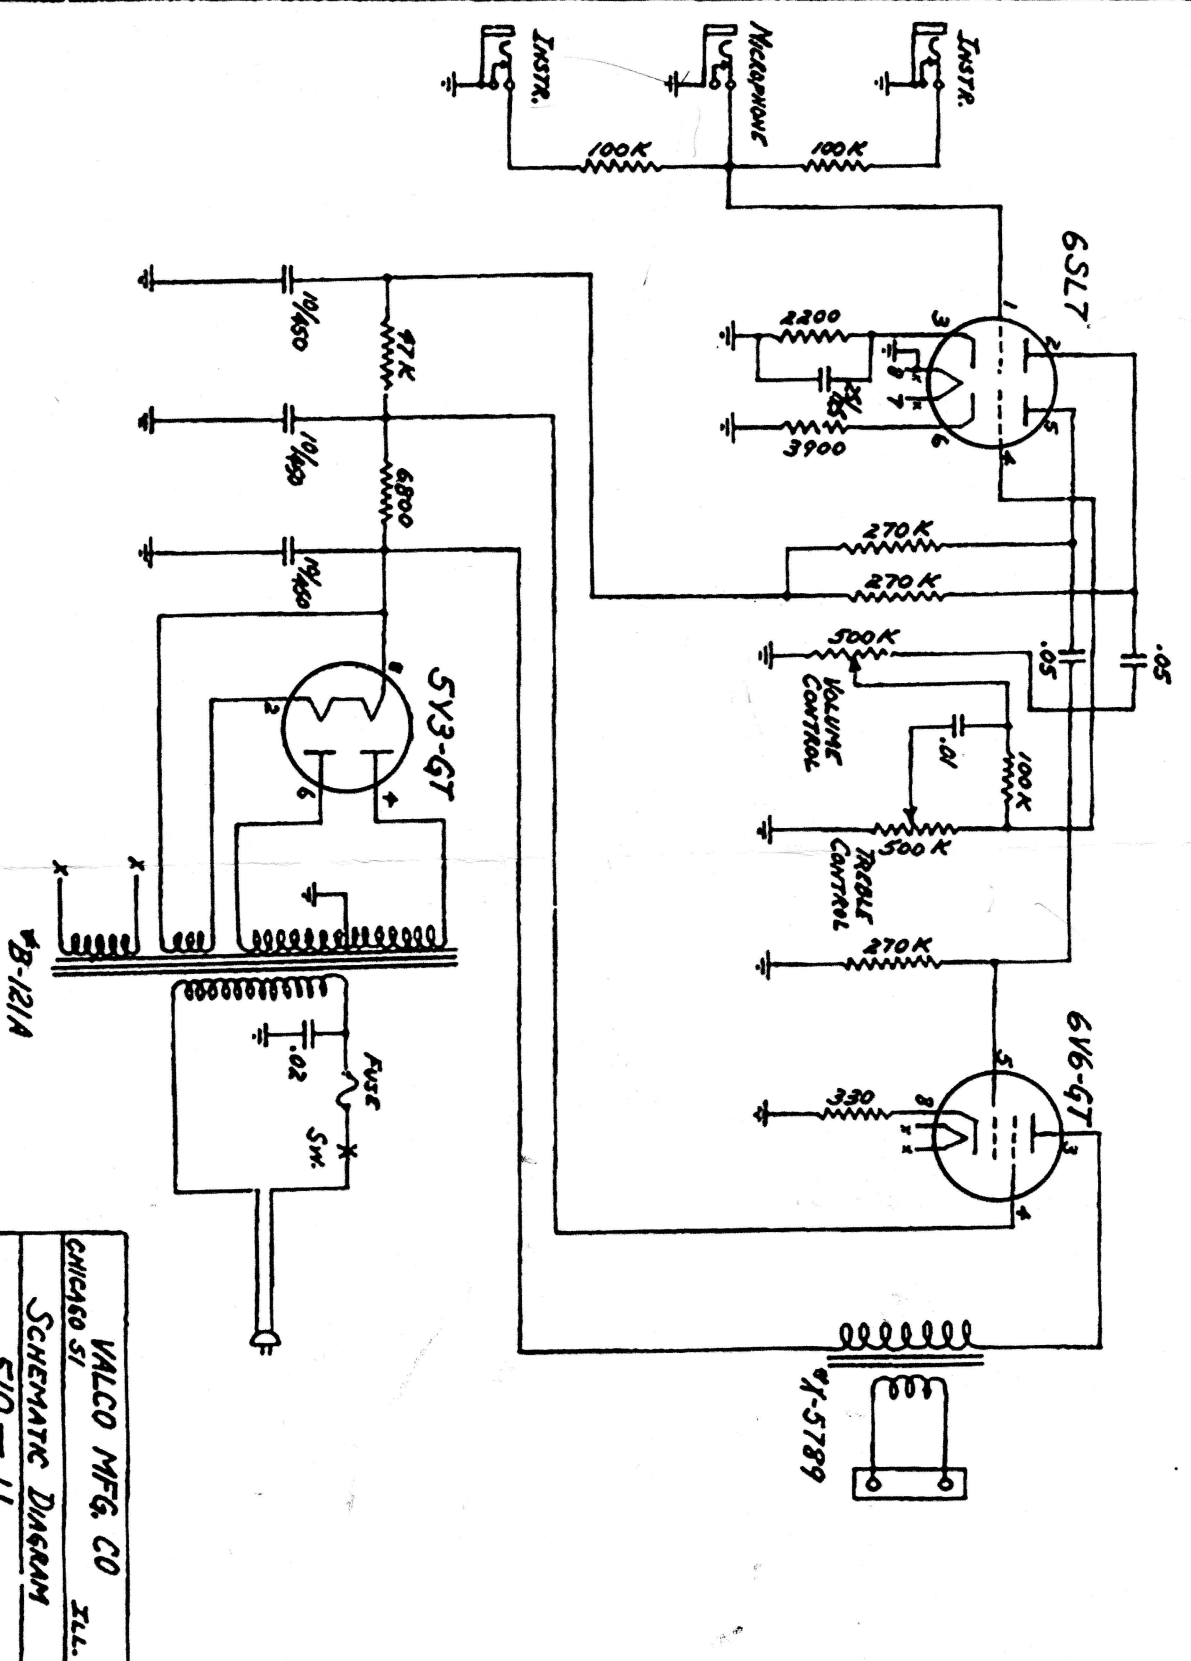 INSTR.
MICROPHONE
INSTR.
100K
100K
6SL7
1
2
3
5
8
7
6
4
2200
25/25
3900
10/450
47K
10/450
6800
10/450
270K
270K
500K
VOLUME
CONTROL
.05
.05
.01
100K
500K
TREBLE
CONTROL
270K
5Y3-GT
8
2
6
4
6V6-GT
5
8
3
4
330
X X
X X
X X
#B-121A
.02
FUSE
SW.
#X-5789
VALCO MFG. CO
CHICAGO 51 ILL.
SCHEMATIC DIAGRAM